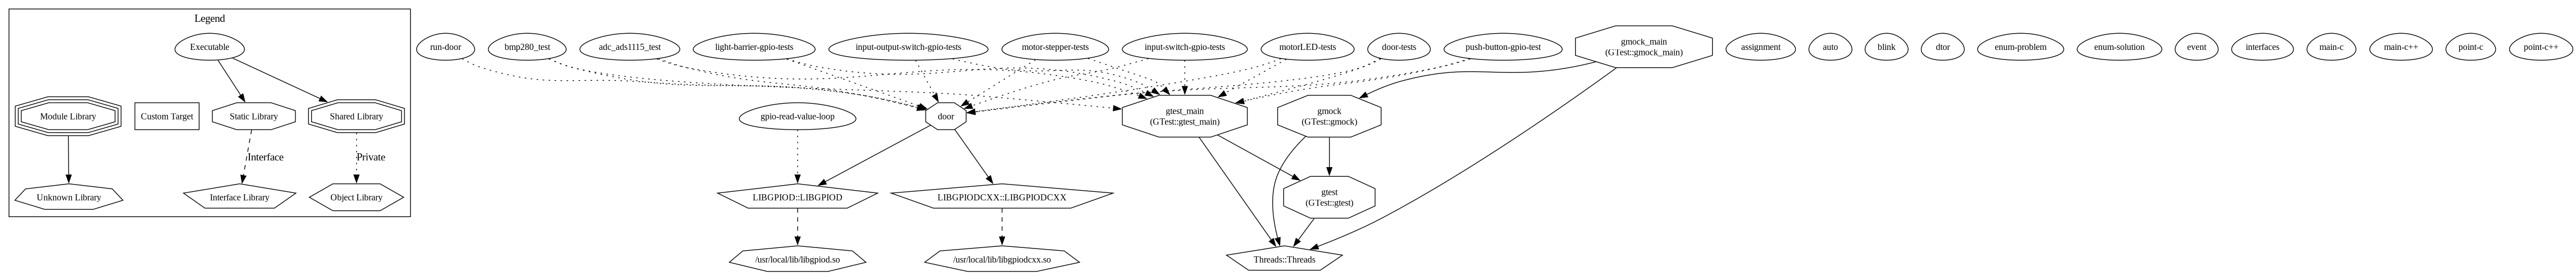 Legend
Executable
Module Library
Custom Target
Static Library
Shared Library
Interface
Private
Unknown Library
Interface Library
Object Library
run-door
bmp280_test
adc_ads1115_test
light-barrier-gpio-tests
input-output-switch-gpio-tests
motor-stepper-tests
input-switch-gpio-tests
motorLED-tests
door-tests
push-button-gpio-test
gmock_main
(GTest::gmock_main)
assignment
auto
blink
dtor
enum-problem
enum-solution
event
interfaces
main-c
main-c++
point-c
point-c++
gpio-read-value-loop
door
gtest_main
(GTest::gtest_main)
gmock
(GTest::gmock)
LIBGPIOD::LIBGPIOD
LIBGPIODCXX::LIBGPIODCXX
gtest
(GTest::gtest)
/usr/local/lib/libgpiod.so
/usr/local/lib/libgpiodcxx.so
Threads::Threads